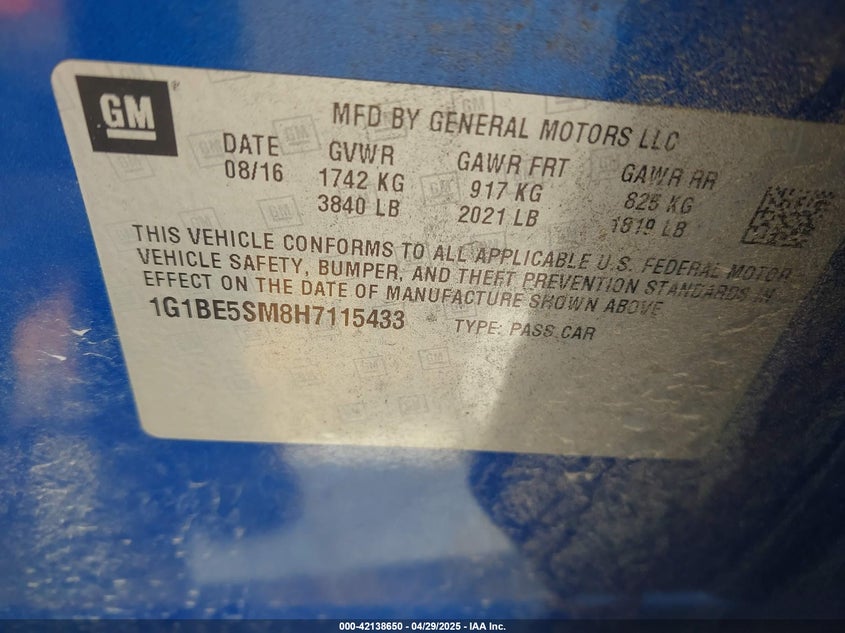 GM
MFD BY GENERAL MOTORS LLC
DATE GVWR GAWR FRT GAWR RR
08/16 1742 KG 917 KG 825 KG
3840 LB 2021 LB 1819 LB
THIS VEHICLE CONFORMS TO ALL APPLICABLE U.S. FEDERAL MOTOR
VEHICLE SAFETY, BUMPER, AND THEFT PREVENTION STANDARDS IN
EFFECT ON THE DATE OF MANUFACTURE SHOWN ABOVE
1G1BE5SM8H7115433 TYPE: PASS CAR
000-42138650 - 04/29/2025 - IAA Inc.